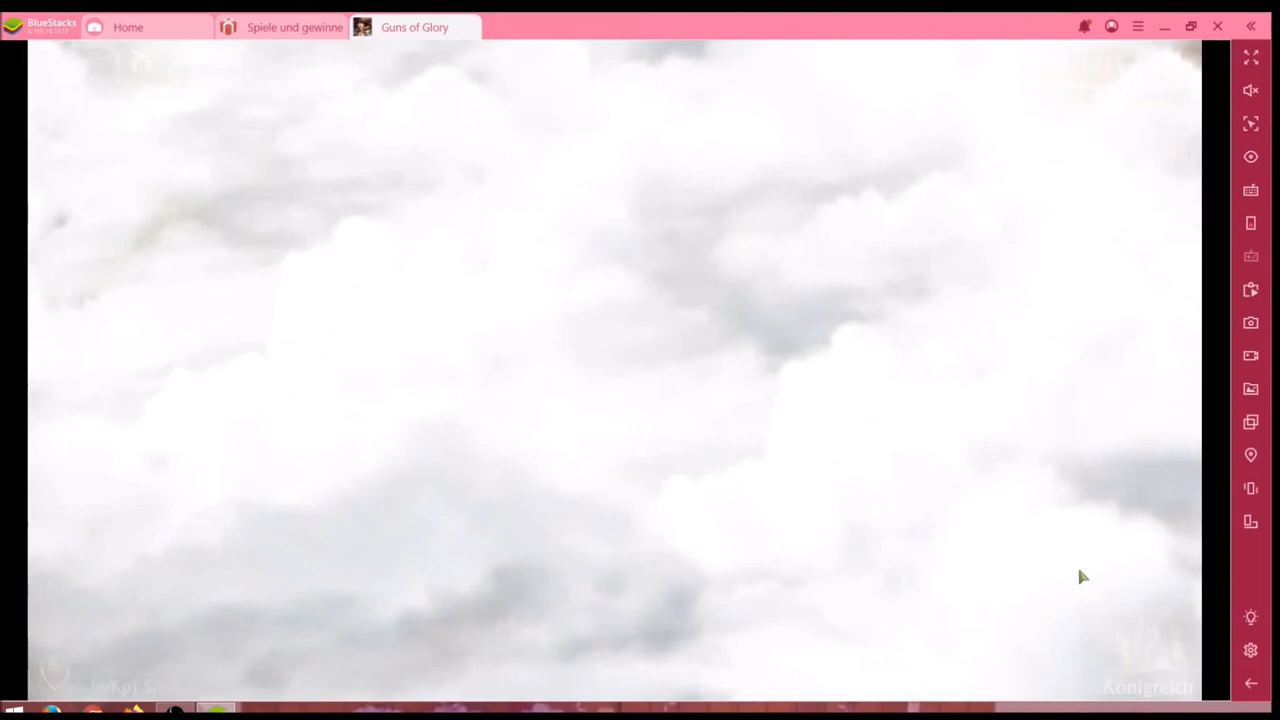 BlueStacks
Home
Spiele und gewinne
Guns of Glory
Königreich